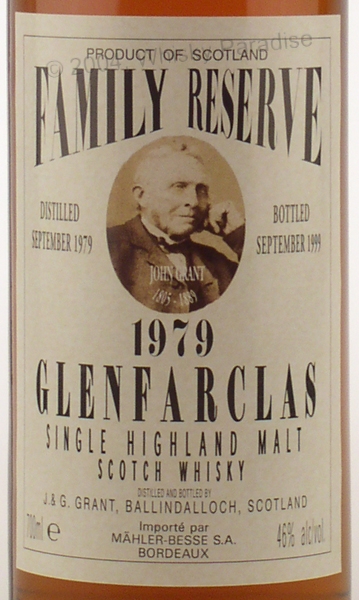 © 2004, Whisky Paradise
PRODUCT OF SCOTLAND
FAMILY RESERVE
DISTILLED
SEPTEMBER 1979
BOTTLED
SEPTEMBER 1999
JOHN GRANT
1805 - 1889
1979
GLENFARCLAS
SINGLE HIGHLAND MALT
SCOTCH WHISKY
DISTILLED AND BOTTLED BY
J. & G. GRANT, BALLINDALLOCH, SCOTLAND
700ml e
Importé par
MÄHLER-BESSE S.A.
BORDEAUX
46% alc/vol.